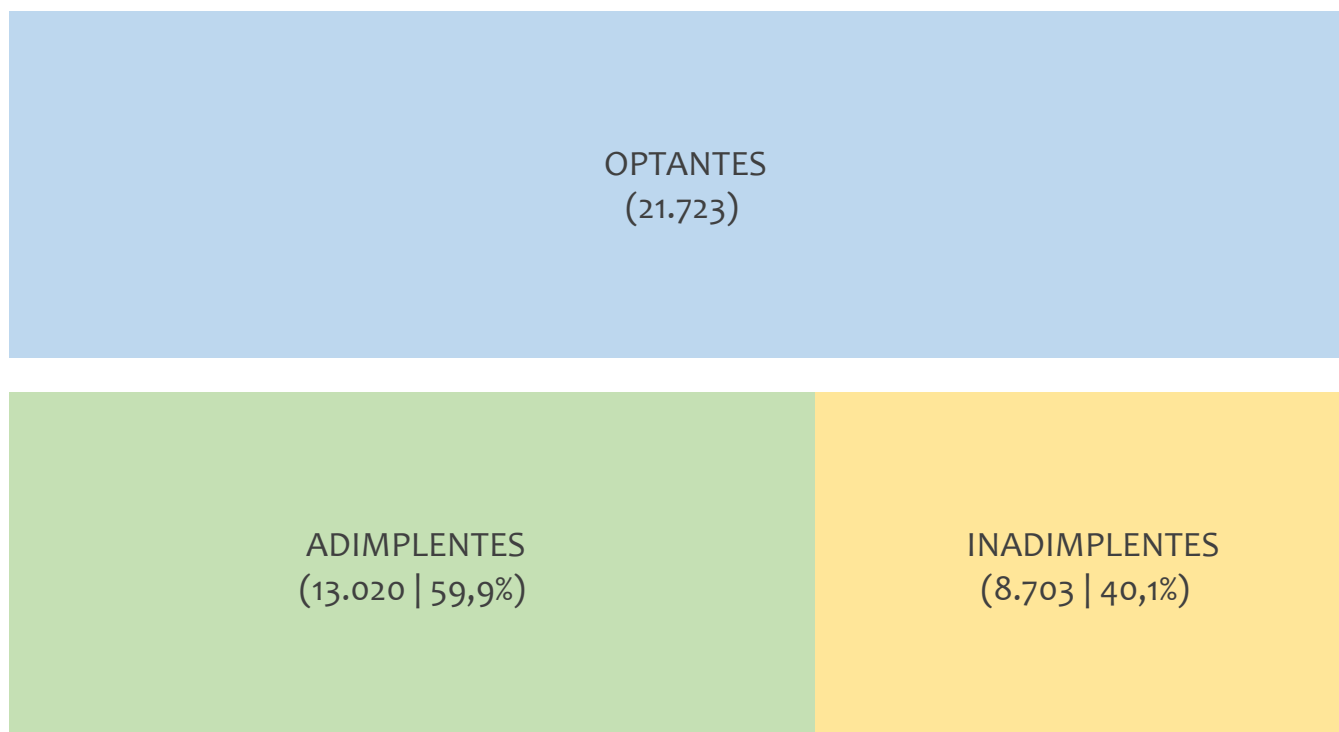 OPTANTES
(21.723)
ADIMPLENTES
(13.020 | 59,9%)
INADIMPLENTES
(8.703 | 40,1%)